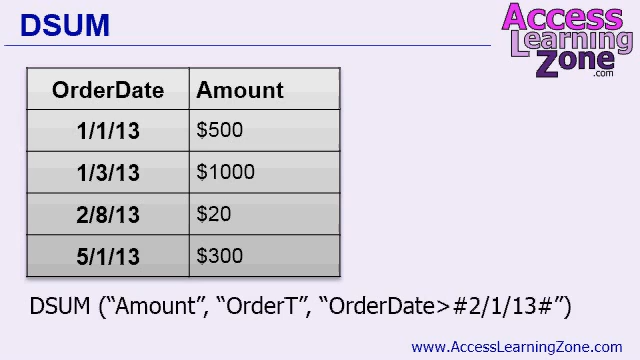 DSUM
Access
Learning
Zone
.com
OrderDate Amount
1/1/13 $500
1/3/13 $1000
2/8/13 $20
5/1/13 $300
DSUM (“Amount”, “OrderT”, “OrderDate>#2/1/13#”)
www.AccessLearningZone.com